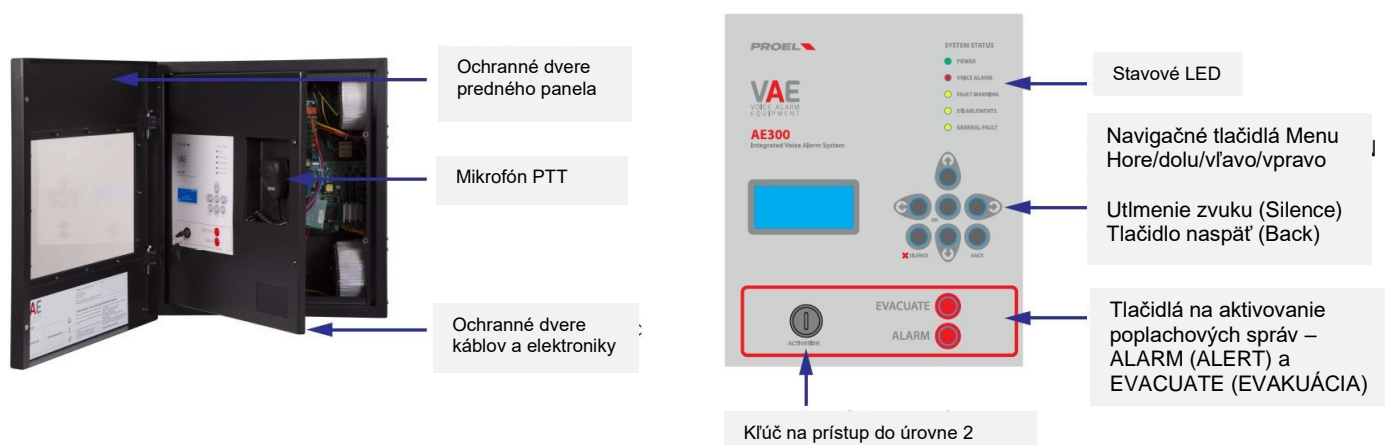 Ochranné dvere
predného panela
Mikrofón PTT
Ochranné dvere
káblov a elektroniky
VAE
AE
PROEL
VAE
VOICE ALARM
EQUIPMENT
AE300
Integrated Voice Alarm System
SYSTEM STATUS
POWER
VOICE ALARM
FAULT WARNING
DISABLEMENTS
GENERAL FAULT
OK
SILENCE
BACK
EVACUATE
ALARM
ACTIVATION
Stavové LED
Navigačné tlačidlá Menu
Hore/dolu/vľavo/vpravo
Utlmenie zvuku (Silence)
Tlačidlo naspäť (Back)
Tlačidlá na aktivovanie
poplachových správ –
ALARM (ALERT) a
EVACUATE (EVAKUÁCIA)
Kľúč na prístup do úrovne 2